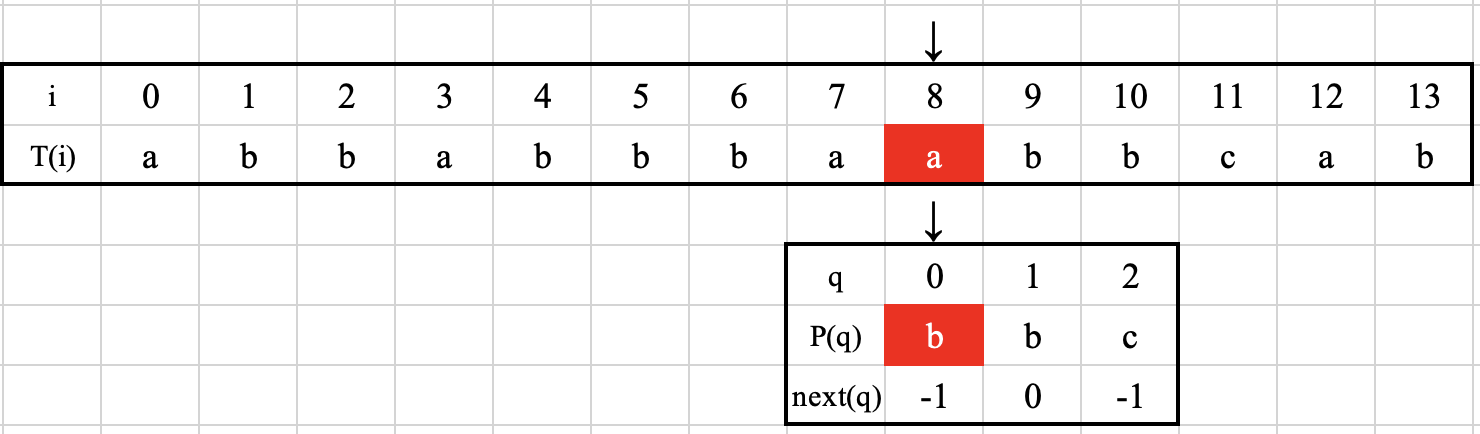 ↓
i 0 1 2 3 4 5 6 7 8 9 10 11 12 13
T(i) a b b a b b b a a b b c a b
↓
q 0 1 2
P(q) b b c
next(q) -1 0 -1